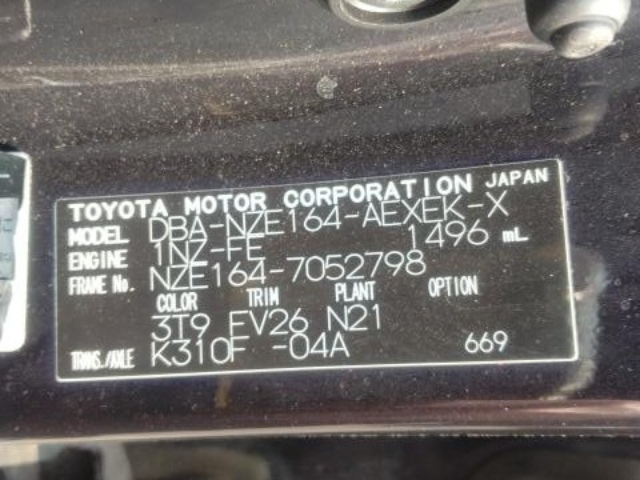 TOYOTA MOTOR CORPORATION JAPAN
MODEL DBA-NZE164-AEXEK-X
ENGINE 1NZ-FE 1496 mL
FRAME No. NZE164-7052798
COLOR TRIM PLANT OPTION
3T9 FV26 N21
TRANS./AXLE K310F -04A 669